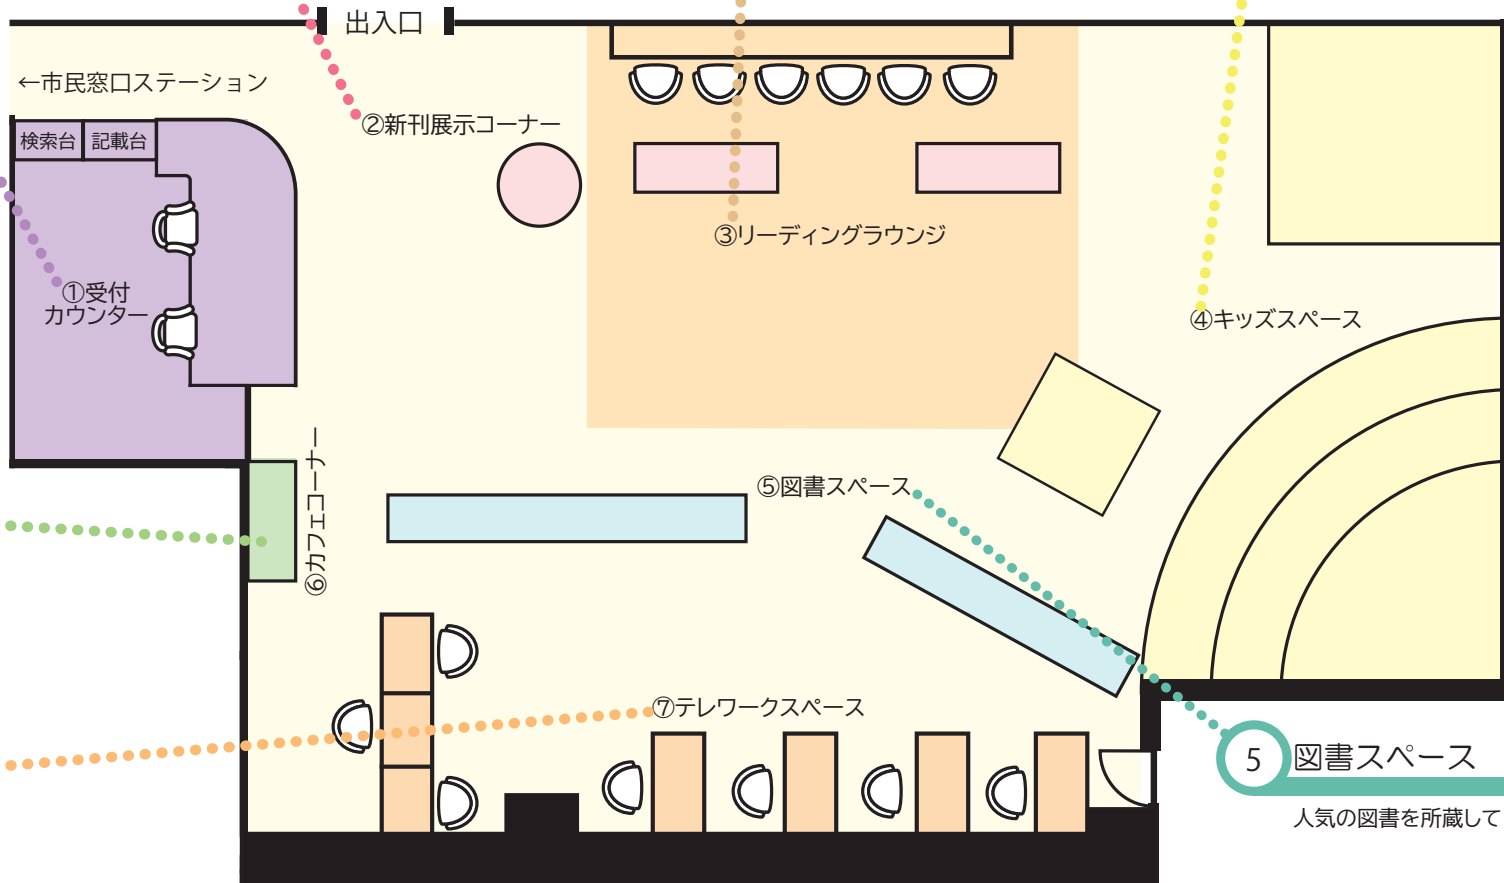 出入口
←市民窓口ステーション
②新刊展示コーナー
検索台 記載台
③リーディングラウンジ
①受付
カウンター
④キッズスペース
⑥カフェコーナー
⑤図書スペース
⑦テレワークスペース
5 図書スペース
人気の図書を所蔵して